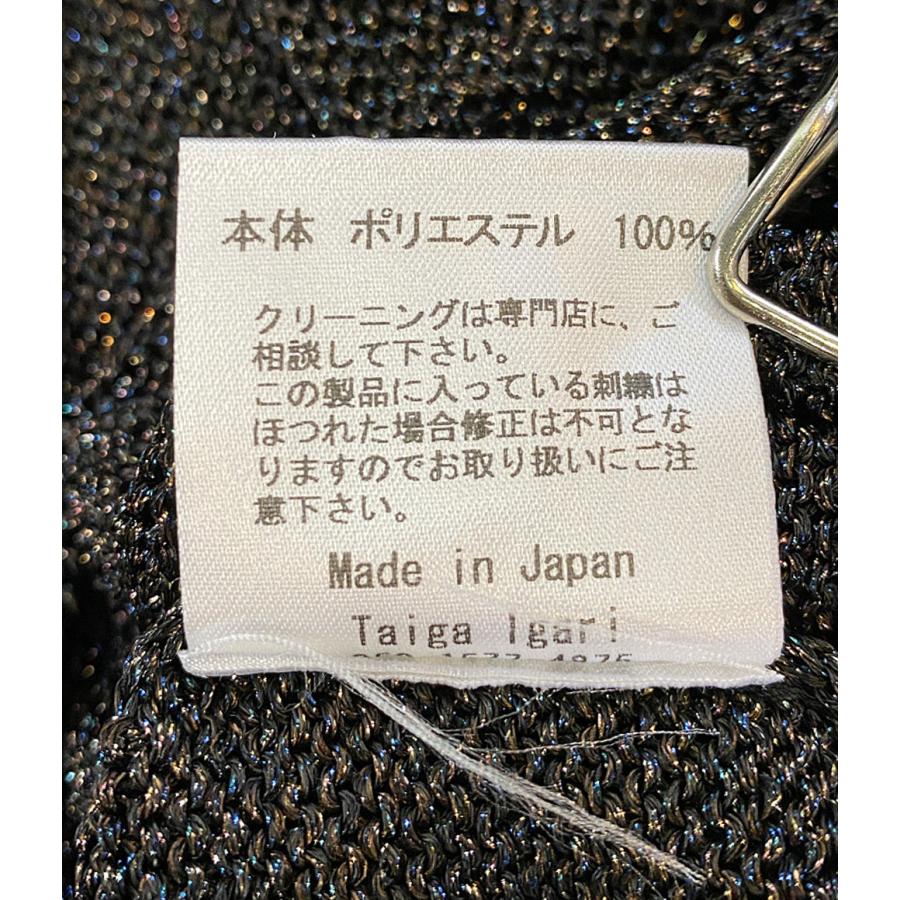 本体　ポリエステル　100%
クリーニングは専門店に、ご
相談して下さい。
この製品に入っている刺繍は
ほつれた場合修正は不可とな
りますのでお取り扱いにご注
意下さい。
Made in Japan
Taiga Igari